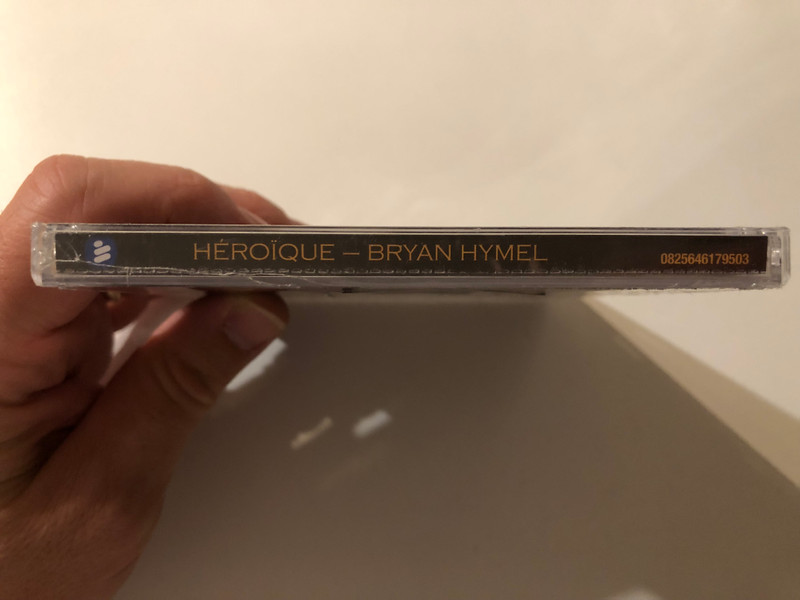 HÉROÏQUE – BRYAN HYMEL
0825646179503